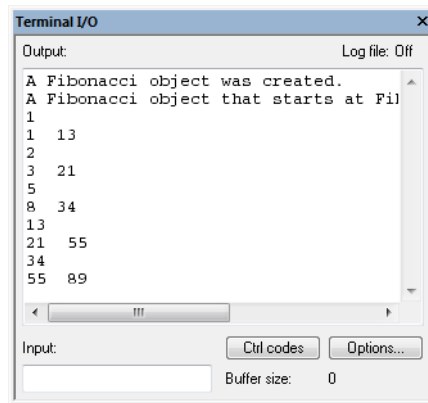 Terminal I/O
Output: Log file: Off
A Fibonacci object was created.
A Fibonacci object that starts at
1
1 13
2
3 21
5
8 34
13
21 55
34
55 89
Input: Ctrl codes Options...
Buffer size: 0